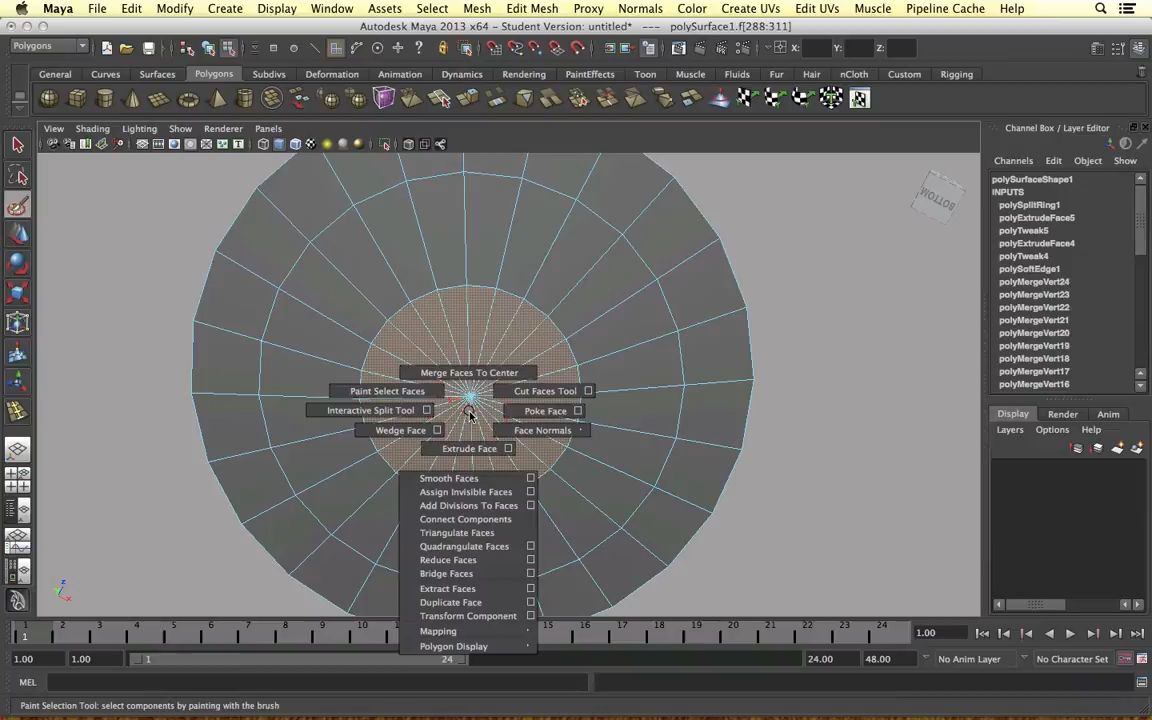 Maya File Edit Modify Create Display Window Assets Select Mesh Edit Mesh Proxy Normals Color Create UVs Edit UVs Muscle Pipeline Cache Help
Autodesk Maya 2013 x64 - Student Version: untitled* --- polySurface1.f[288:311]
Polygons X: Y: Z:
General Curves Surfaces Polygons Subdivs Deformation Animation Dynamics Rendering PaintEffects Toon Muscle Fluids Fur Hair nCloth Custom Rigging
View Shading Lighting Show Renderer Panels
BOTTOM
Merge Faces To Center
Paint Select Faces
Cut Faces Tool
Interactive Split Tool
Poke Face
Wedge Face
Face Normals
Extrude Face
Smooth Faces
Assign Invisible Faces
Add Divisions To Faces
Connect Components
Triangulate Faces
Quadrangulate Faces
Reduce Faces
Bridge Faces
Extract Faces
Duplicate Face
Transform Component
Mapping
Polygon Display
z
x
Channel Box / Layer Editor
Channels Edit Object Show
polySurfaceShape1
INPUTS
polySplitRing1
polyExtrudeFace5
polyTweak5
polyExtrudeFace4
polyTweak4
polySoftEdge1
polyMergeVert24
polyMergeVert23
polyMergeVert22
polyMergeVert21
polyMergeVert20
polyMergeVert19
polyMergeVert18
polyMergeVert17
polyMergeVert16
Display Render Anim
Layers Options Help
1 2 3 4 5 6 7 8 9 10 15 16 17 18 19 20 21 22 23 24
1
1.00
1.00 1.00 1 24 24.00 48.00 No Anim Layer No Character Set
MEL
Paint Selection Tool: select components by painting with the brush